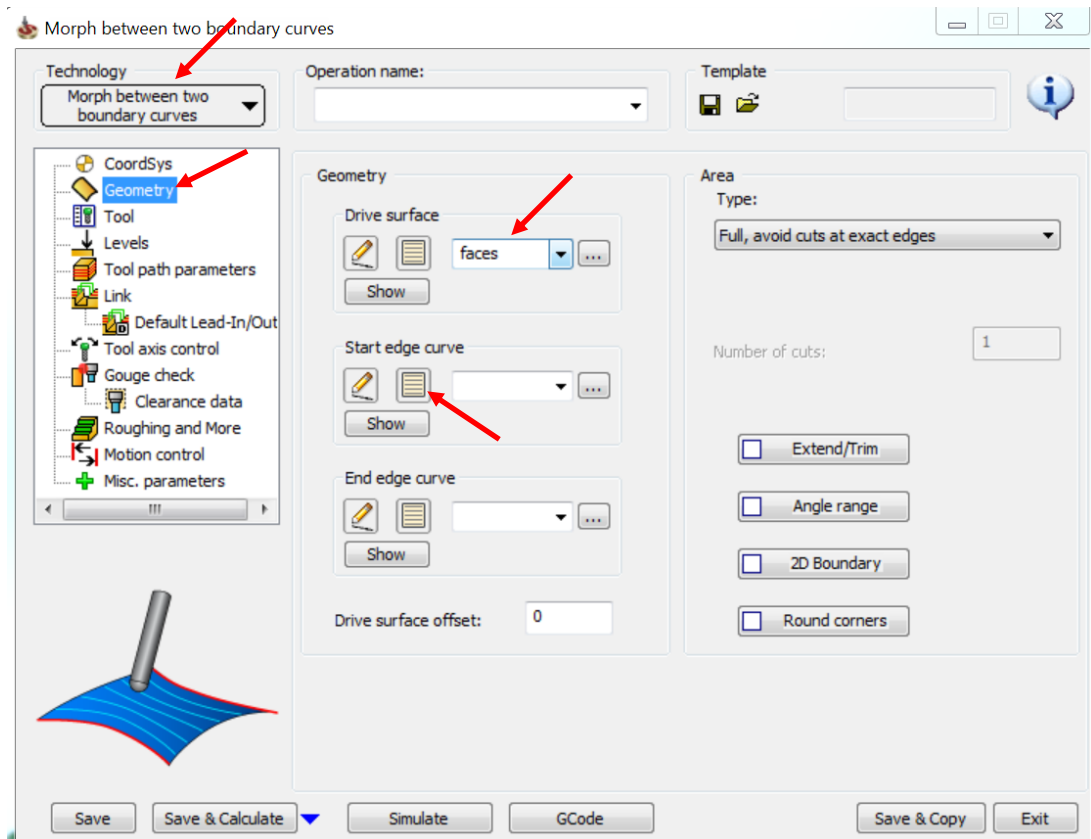 Morph between two boundary curves
Technology
Morph between two
boundary curves
Operation name:
Template
CoordSys
Geometry
Tool
Levels
Tool path parameters
Link
Default Lead-In/Out
Tool axis control
Gouge check
Clearance data
Roughing and More
Motion control
Misc. parameters
Geometry
Drive surface
faces
...
Show
Start edge curve
...
Show
End edge curve
...
Show
Drive surface offset:
0
Area
Type:
Full, avoid cuts at exact edges
Number of cuts:
1
Extend/Trim
Angle range
2D Boundary
Round corners
Save
Save & Calculate
Simulate
GCode
Save & Copy
Exit